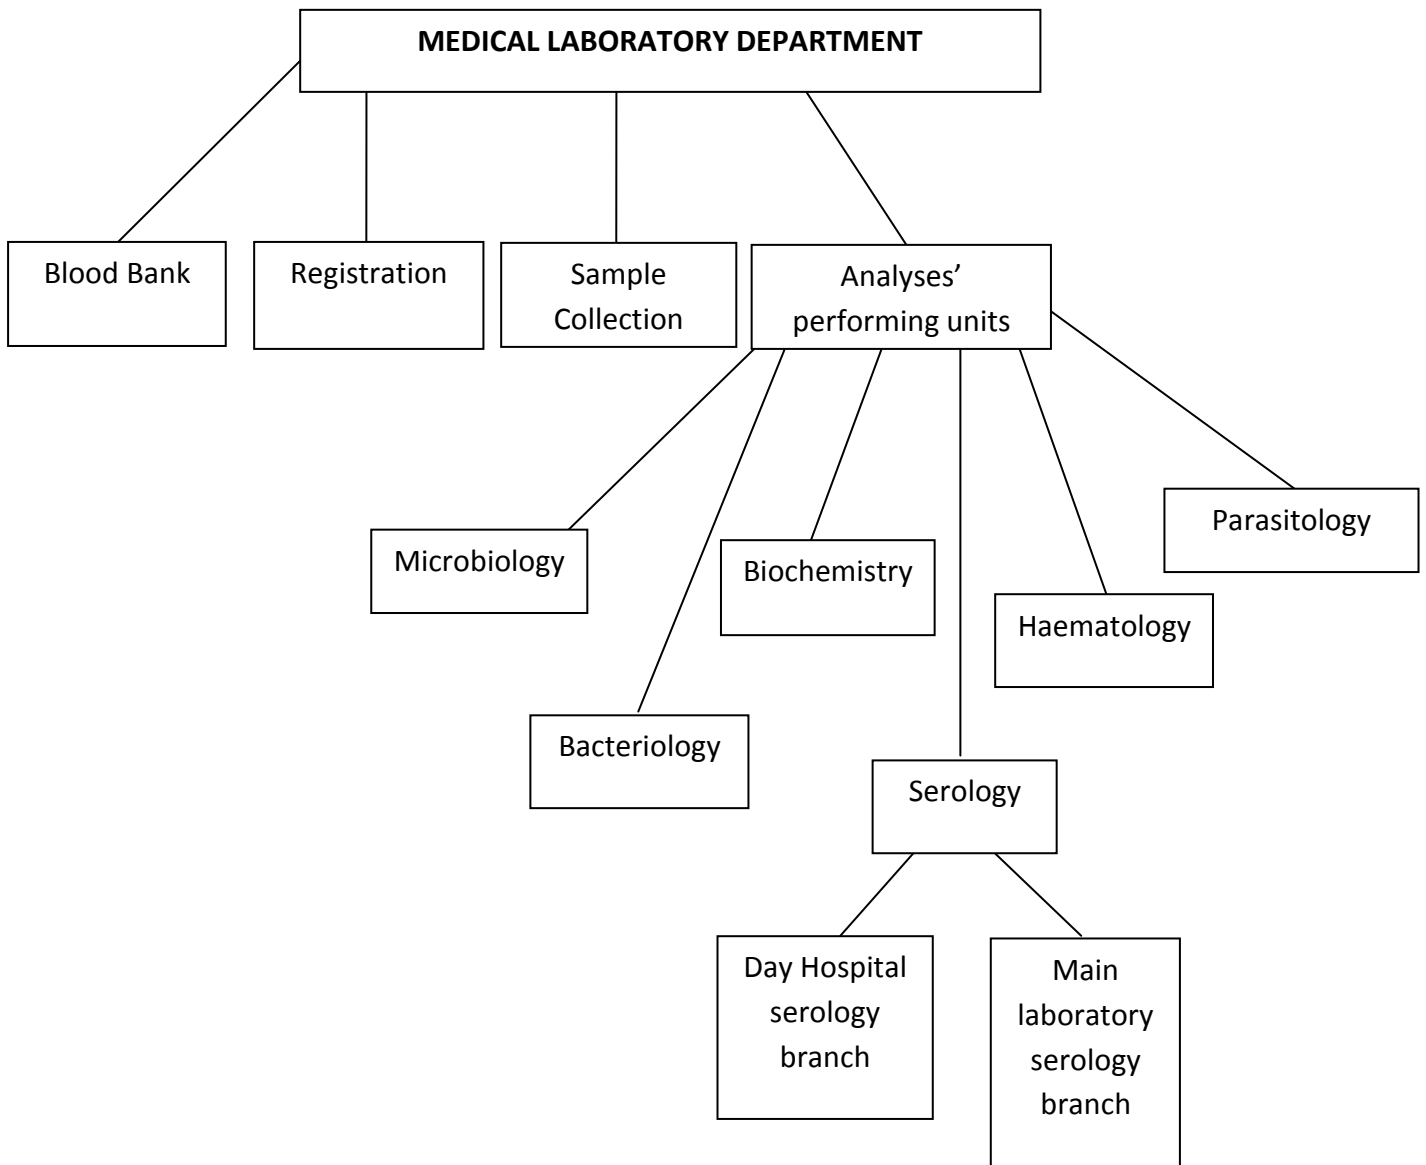 MEDICAL LABORATORY DEPARTMENT
Blood Bank
Registration
Sample
Collection
Analyses’
performing units
Microbiology
Biochemistry
Parasitology
Haematology
Bacteriology
Serology
Day Hospital
serology
branch
Main
laboratory
serology
branch